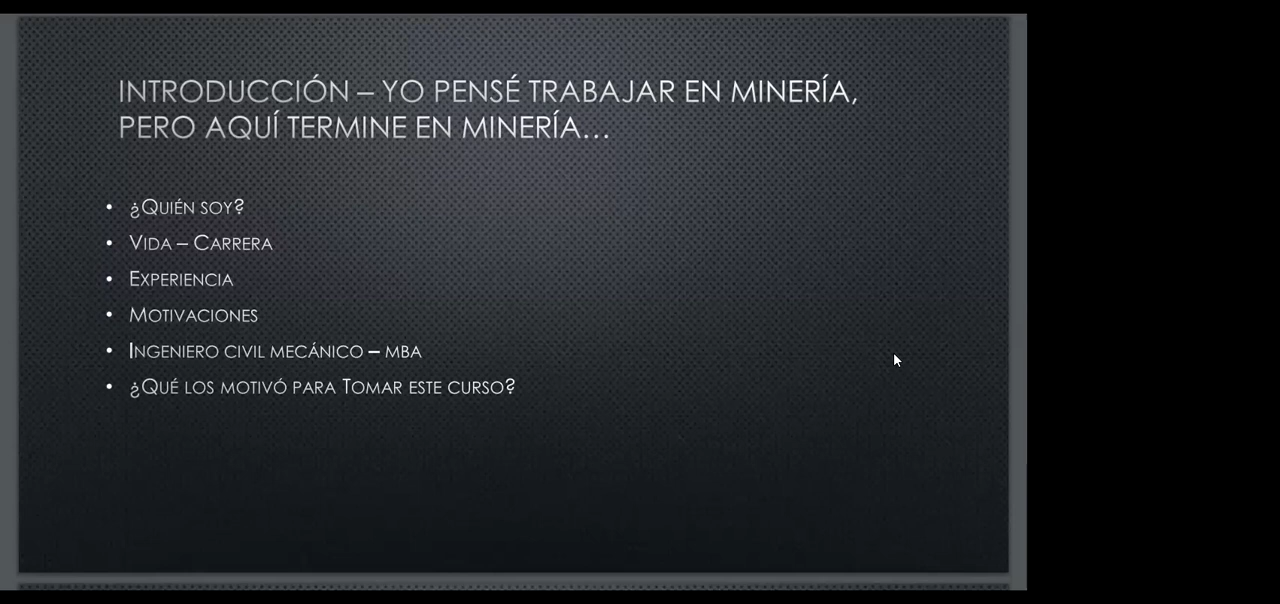 INTRODUCCIÓN – YO PENSÉ TRABAJAR EN MINERÍA,
PERO AQUÍ TERMINE EN MINERÍA…
• ¿QUIÉN SOY?
• VIDA – CARRERA
• EXPERIENCIA
• MOTIVACIONES
• INGENIERO CIVIL MECÁNICO – MBA
• ¿QUÉ LOS MOTIVÓ PARA TOMAR ESTE CURSO?